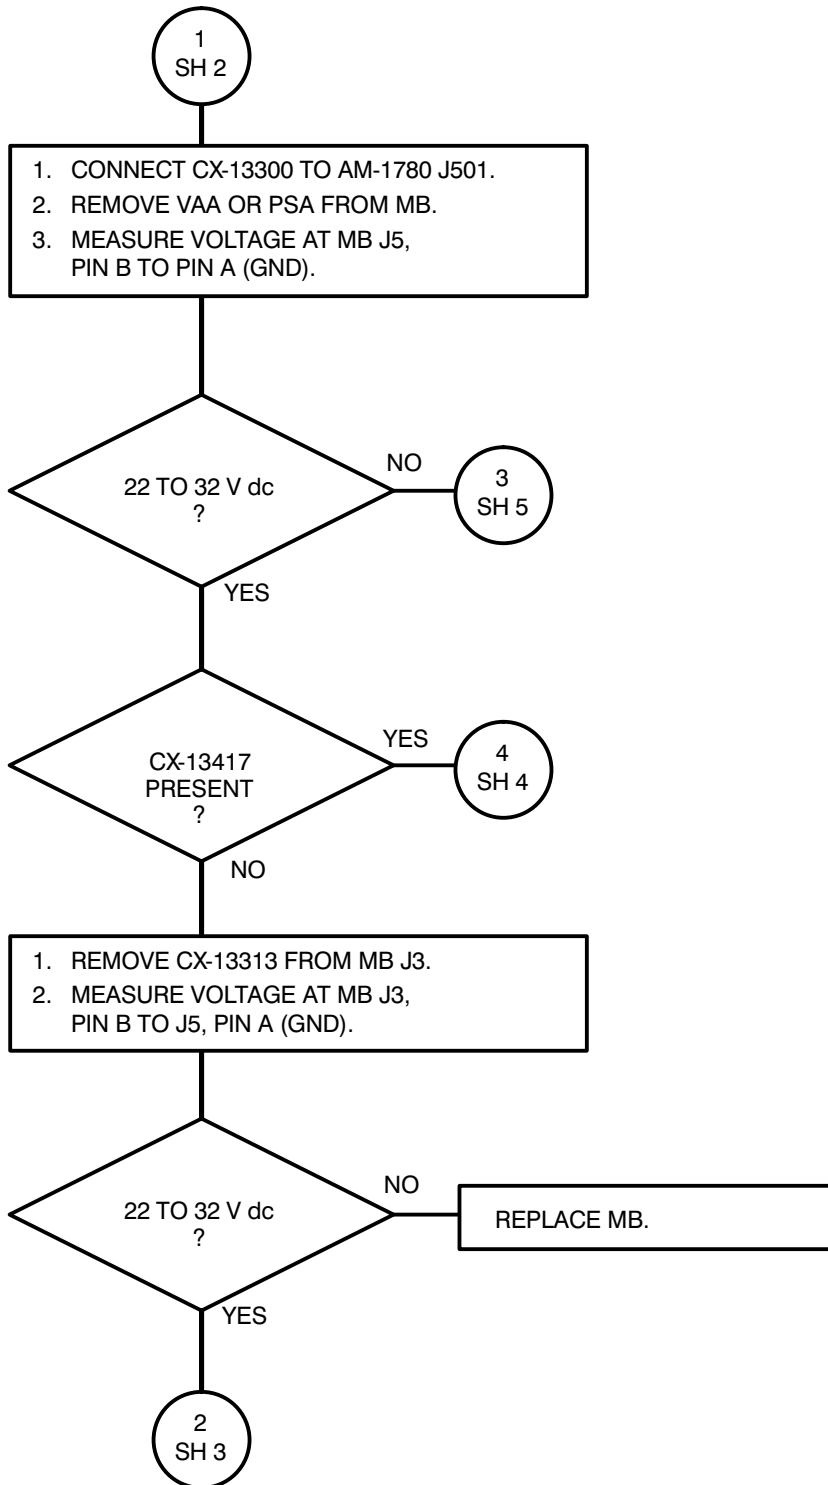 1
SH 2
1. CONNECT CX-13300 TO AM-1780 J501.
2. REMOVE VAA OR PSA FROM MB.
3. MEASURE VOLTAGE AT MB J5,
PIN B TO PIN A (GND).
22 TO 32 V dc
?
NO
3
SH 5
YES
CX-13417
PRESENT
?
YES
4
SH 4
NO
1. REMOVE CX-13313 FROM MB J3.
2. MEASURE VOLTAGE AT MB J3,
PIN B TO J5, PIN A (GND).
22 TO 32 V dc
?
NO
REPLACE MB.
YES
2
SH 3